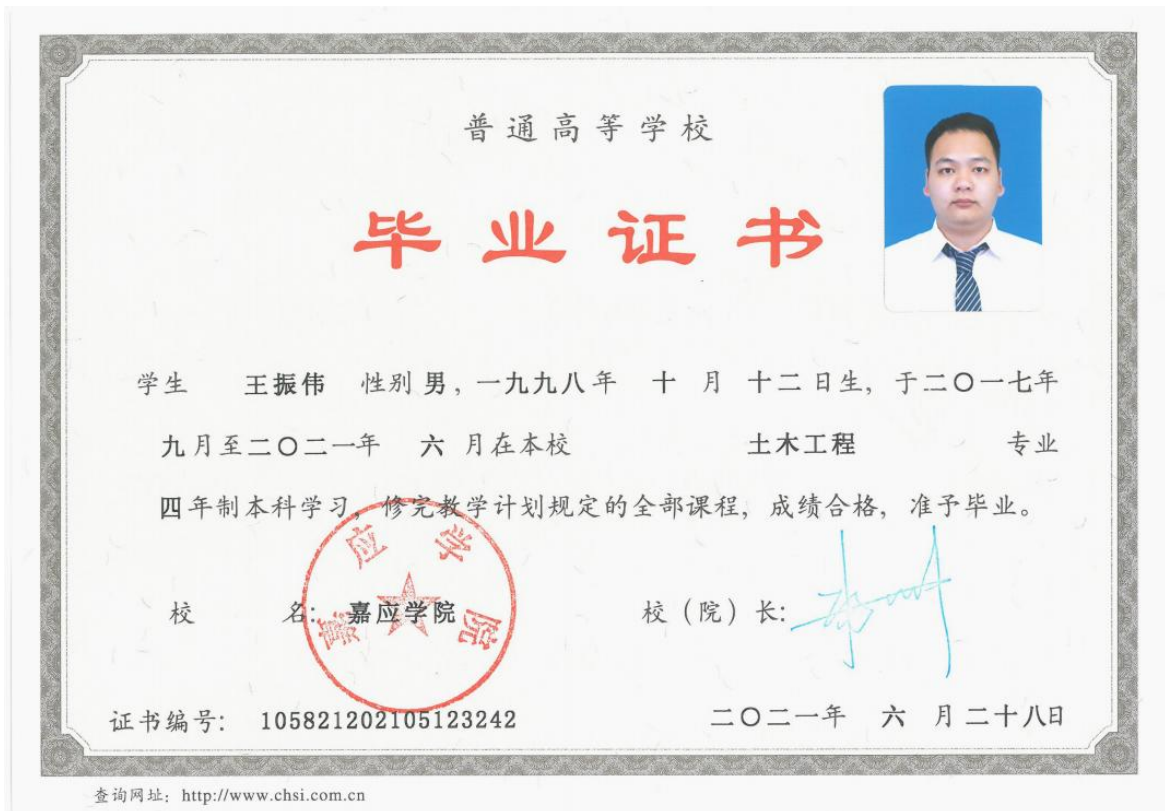 普通高等学校
毕业证书
学生 王振伟 性别 男，一九九八年 十 月 十二 日生，于二〇一七年
九月至二〇二一年 六 月在本校 土木工程 专业
四年制本科学习，修完教学计划规定的全部课程，成绩合格，准予毕业。
嘉应学院
校 名：嘉应学院 校（院）长：
证书编号：105821202105123242 二〇二一年 六 月二十八日
查询网址：http://www.chsi.com.cn